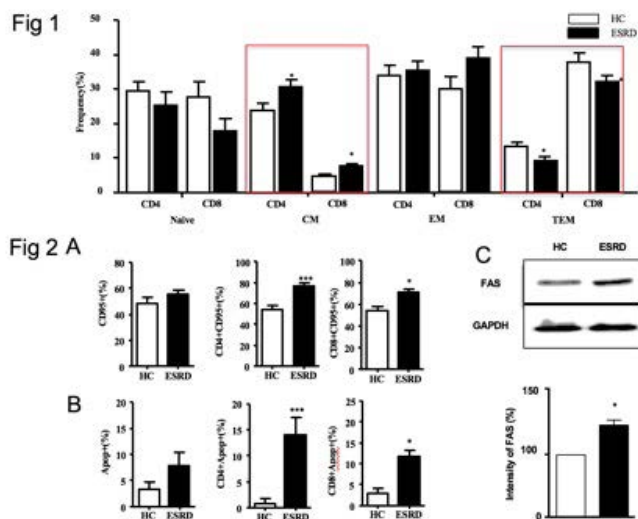 Fig 1
HC
ESRD
Frequency(%)
50
40
30
20
10
0
*
*
*
*
CD4 CD8 CD4 CD8 CD4 CD8 CD4 CD8
Naive CM EM TEM
Fig 2 A
CD95+(%)
80
60
40
20
0
HC ESRD
CD4+CD95+(%)
100
80
60
40
20
0
***
HC ESRD
CD8+CD95+(%)
100
80
60
40
20
0
*
HC ESRD
B
Apop+(%)
20
15
10
5
0
HC ESRD
CD4+Apop+(%)
20
15
10
5
0
***
HC ESRD
CD8+Apop+(%)
25
20
15
10
5
0
*
HC ESRD
C
HC ESRD
FAS
GAPDH
Intensity of FAS (%)
150
100
0
*